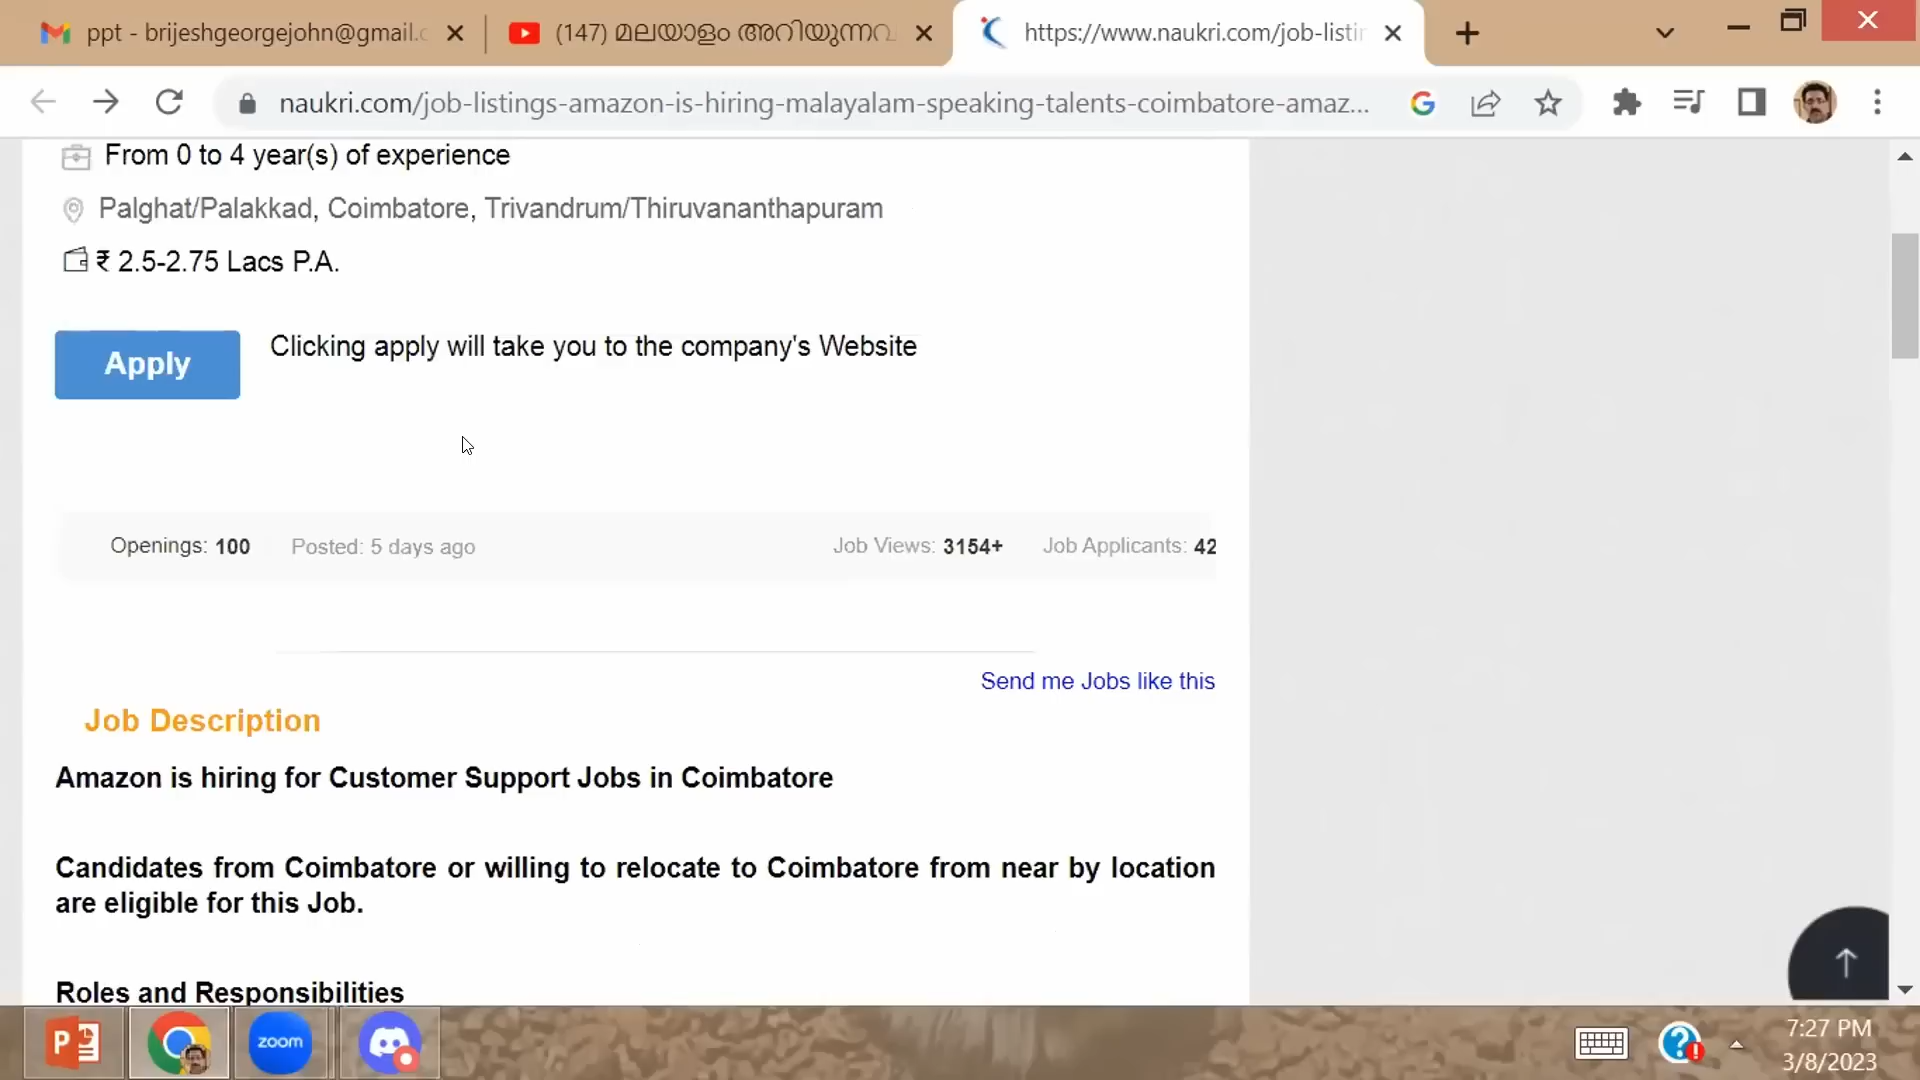 ppt - brijeshgeorgejohn@gmail.c
(147) മലയാളം അറിയുന്നവ
https://www.naukri.com/job-listin
naukri.com/job-listings-amazon-is-hiring-malayalam-speaking-talents-coimbatore-amaz...
From 0 to 4 year(s) of experience
Palghat/Palakkad, Coimbatore, Trivandrum/Thiruvananthapuram
₹ 2.5-2.75 Lacs P.A.
Apply
Clicking apply will take you to the company's Website
Openings: 100
Posted: 5 days ago
Job Views: 3154+
Job Applicants: 42
Send me Jobs like this
Job Description
Amazon is hiring for Customer Support Jobs in Coimbatore
Candidates from Coimbatore or willing to relocate to Coimbatore from near by location
are eligible for this Job.
Roles and Responsibilities
zoom
7:27 PM
3/8/2023